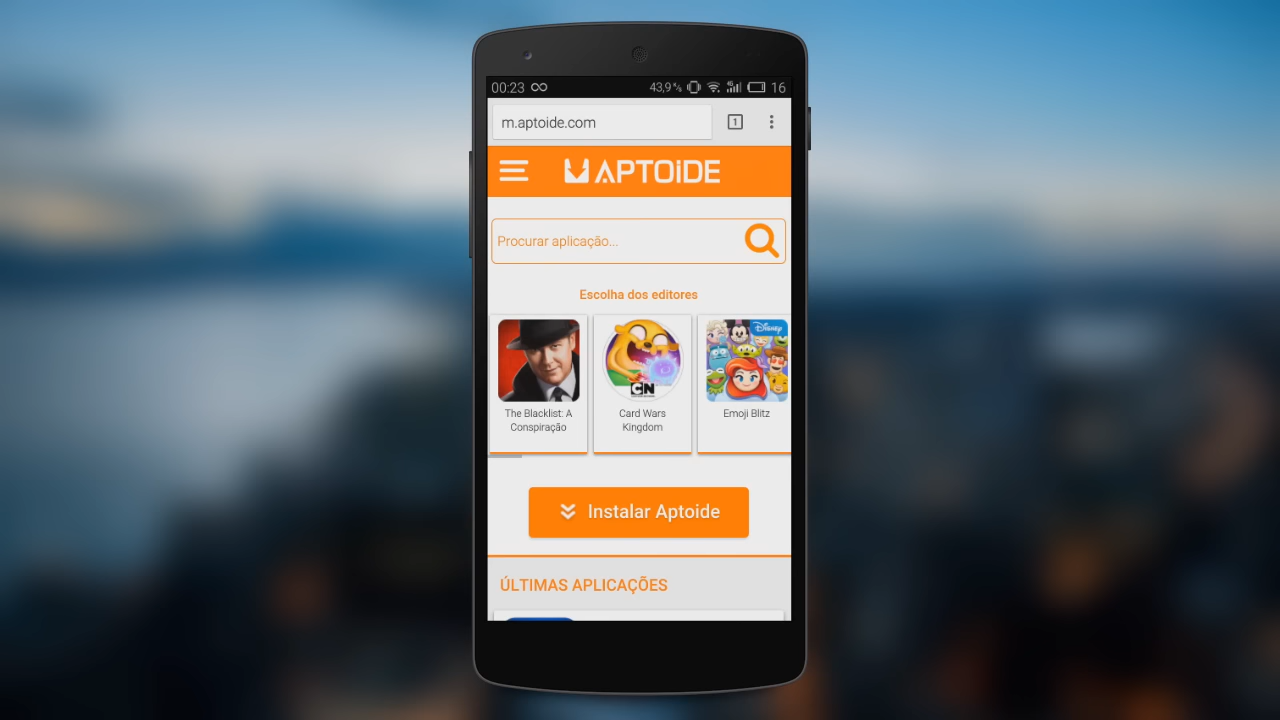 00:23
43,9 ᴷ/s 4G 16
m.aptoide.com
1
APTOIDE
Procurar aplicação...
Escolha dos editores
Disney
CN
The Blacklist: A
Conspiração
Card Wars
Kingdom
Emoji Blitz
Instalar Aptoide
ÚLTIMAS APLICAÇÕES